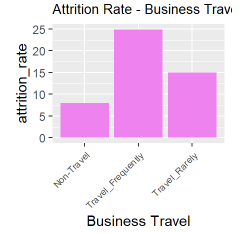 Attrition Rate - Business Trave
attrition_rate
25
20
15
10
5
0
Non-Travel
Travel_Frequently
Travel_Rarely
Business Travel